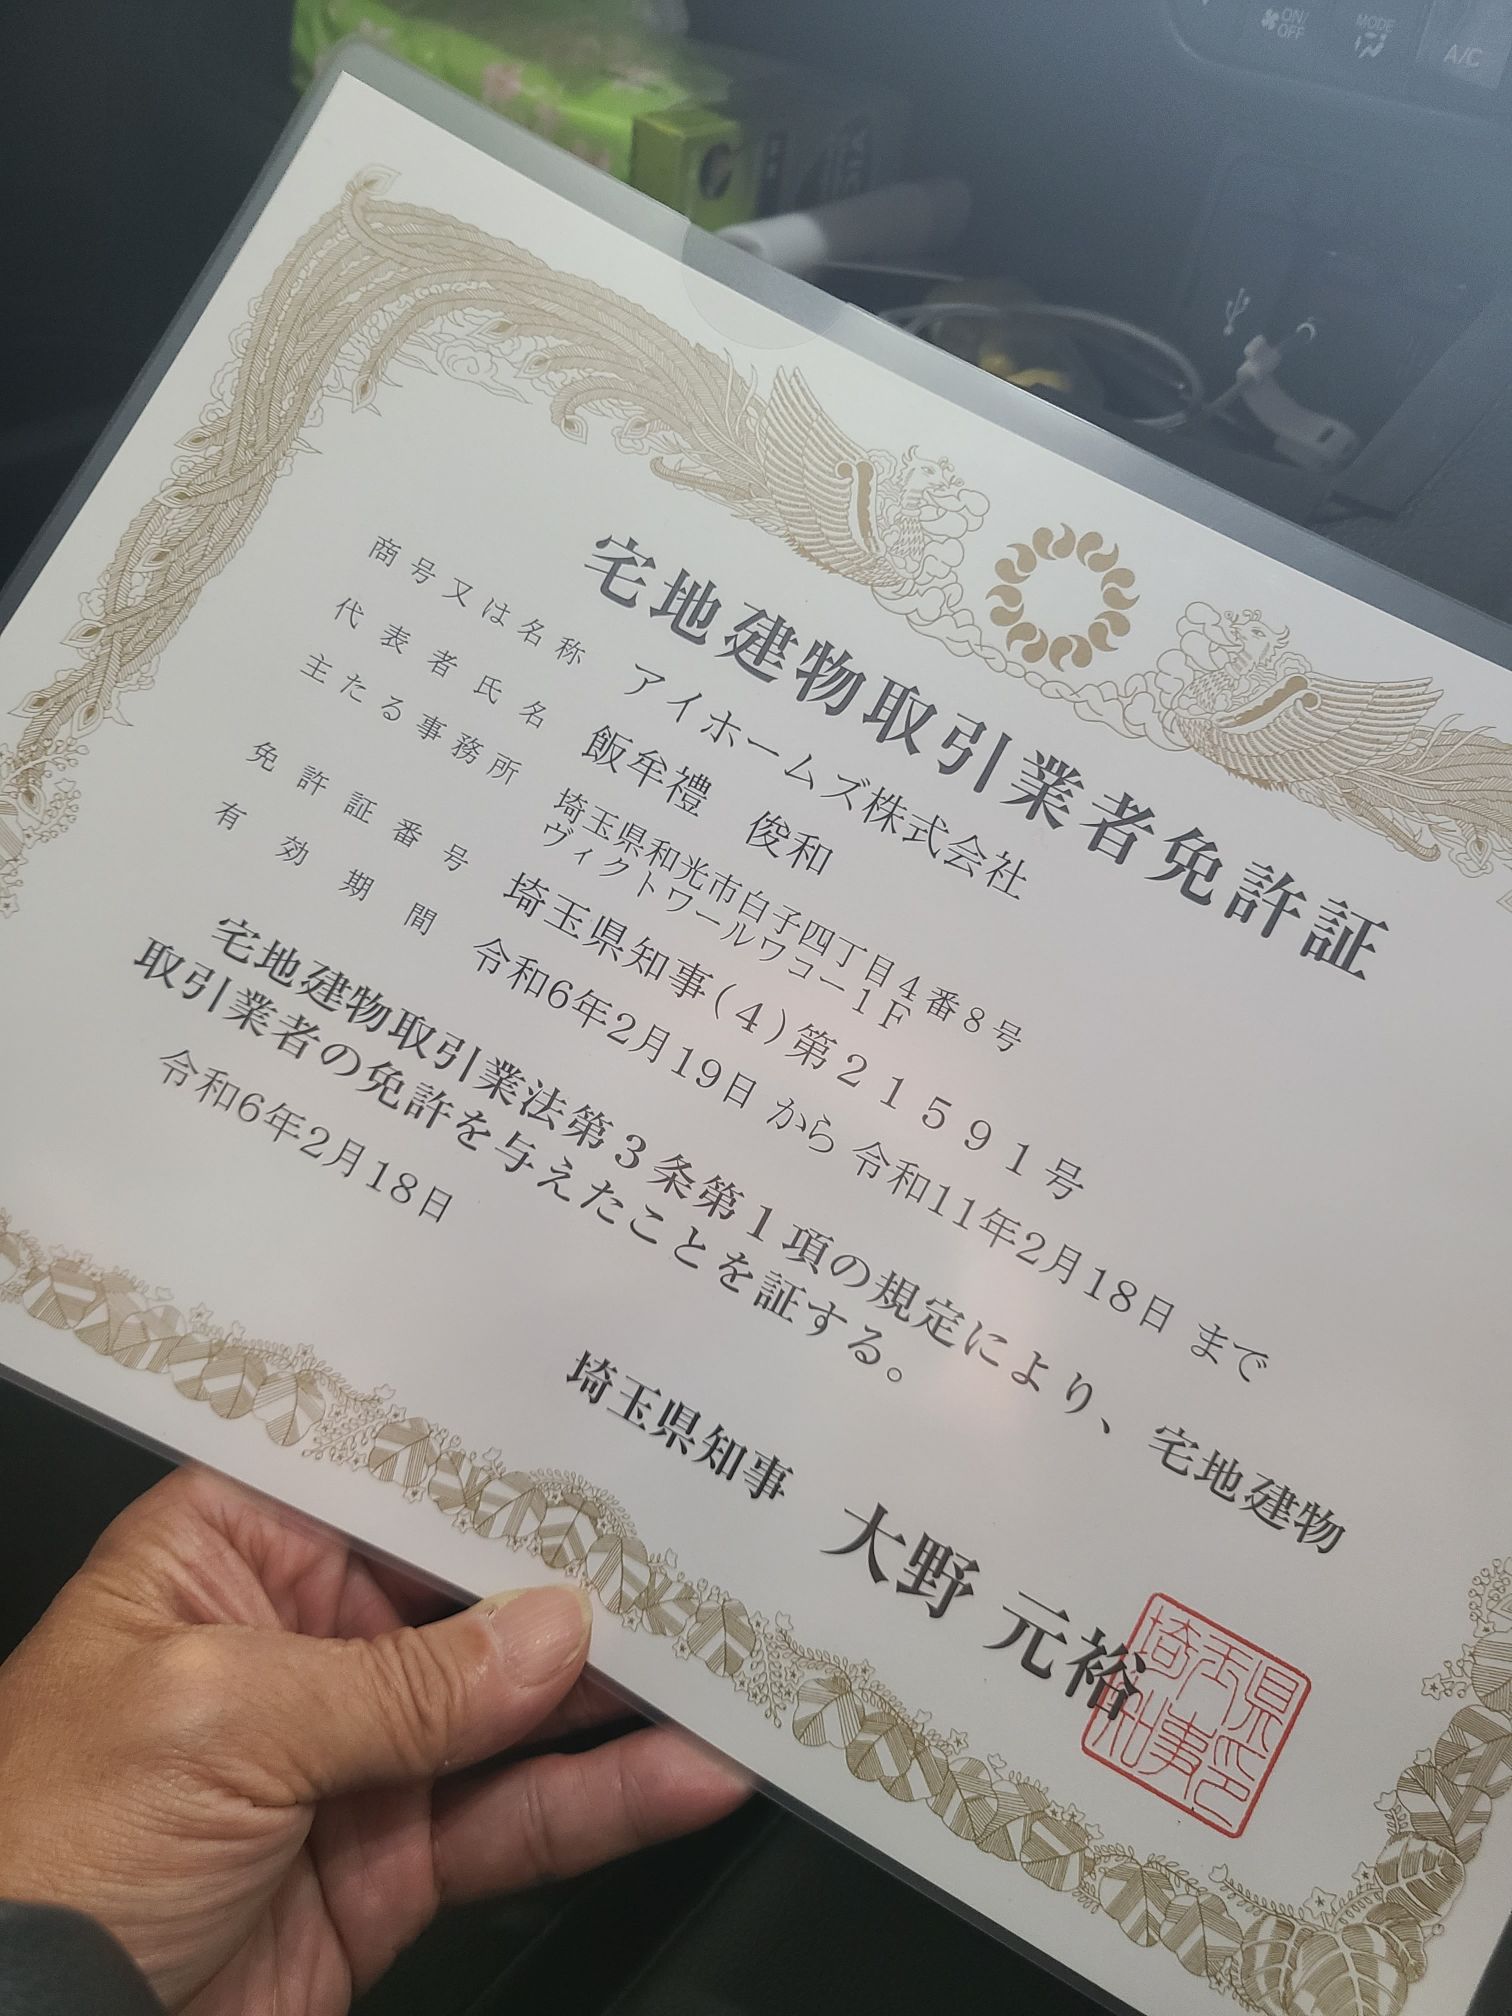 ON/OFF
MODE
A/C
宅地建物取引業者免許証
商号又は名称 アイホームズ株式会社
代表者氏名 飯牟禮 俊和
主たる事務所 埼玉県和光市白子四丁目4番8号
ヴィクトワールワコー1F
免許証番号 埼玉県知事(4)第21591号
有効期間 令和6年2月19日 から 令和11年2月18日 まで
宅地建物取引業法第3条第1項の規定により、宅地建物
取引業者の免許を与えたことを証する。
令和6年2月18日
埼玉県知事 大野 元裕
埼玉県知事印